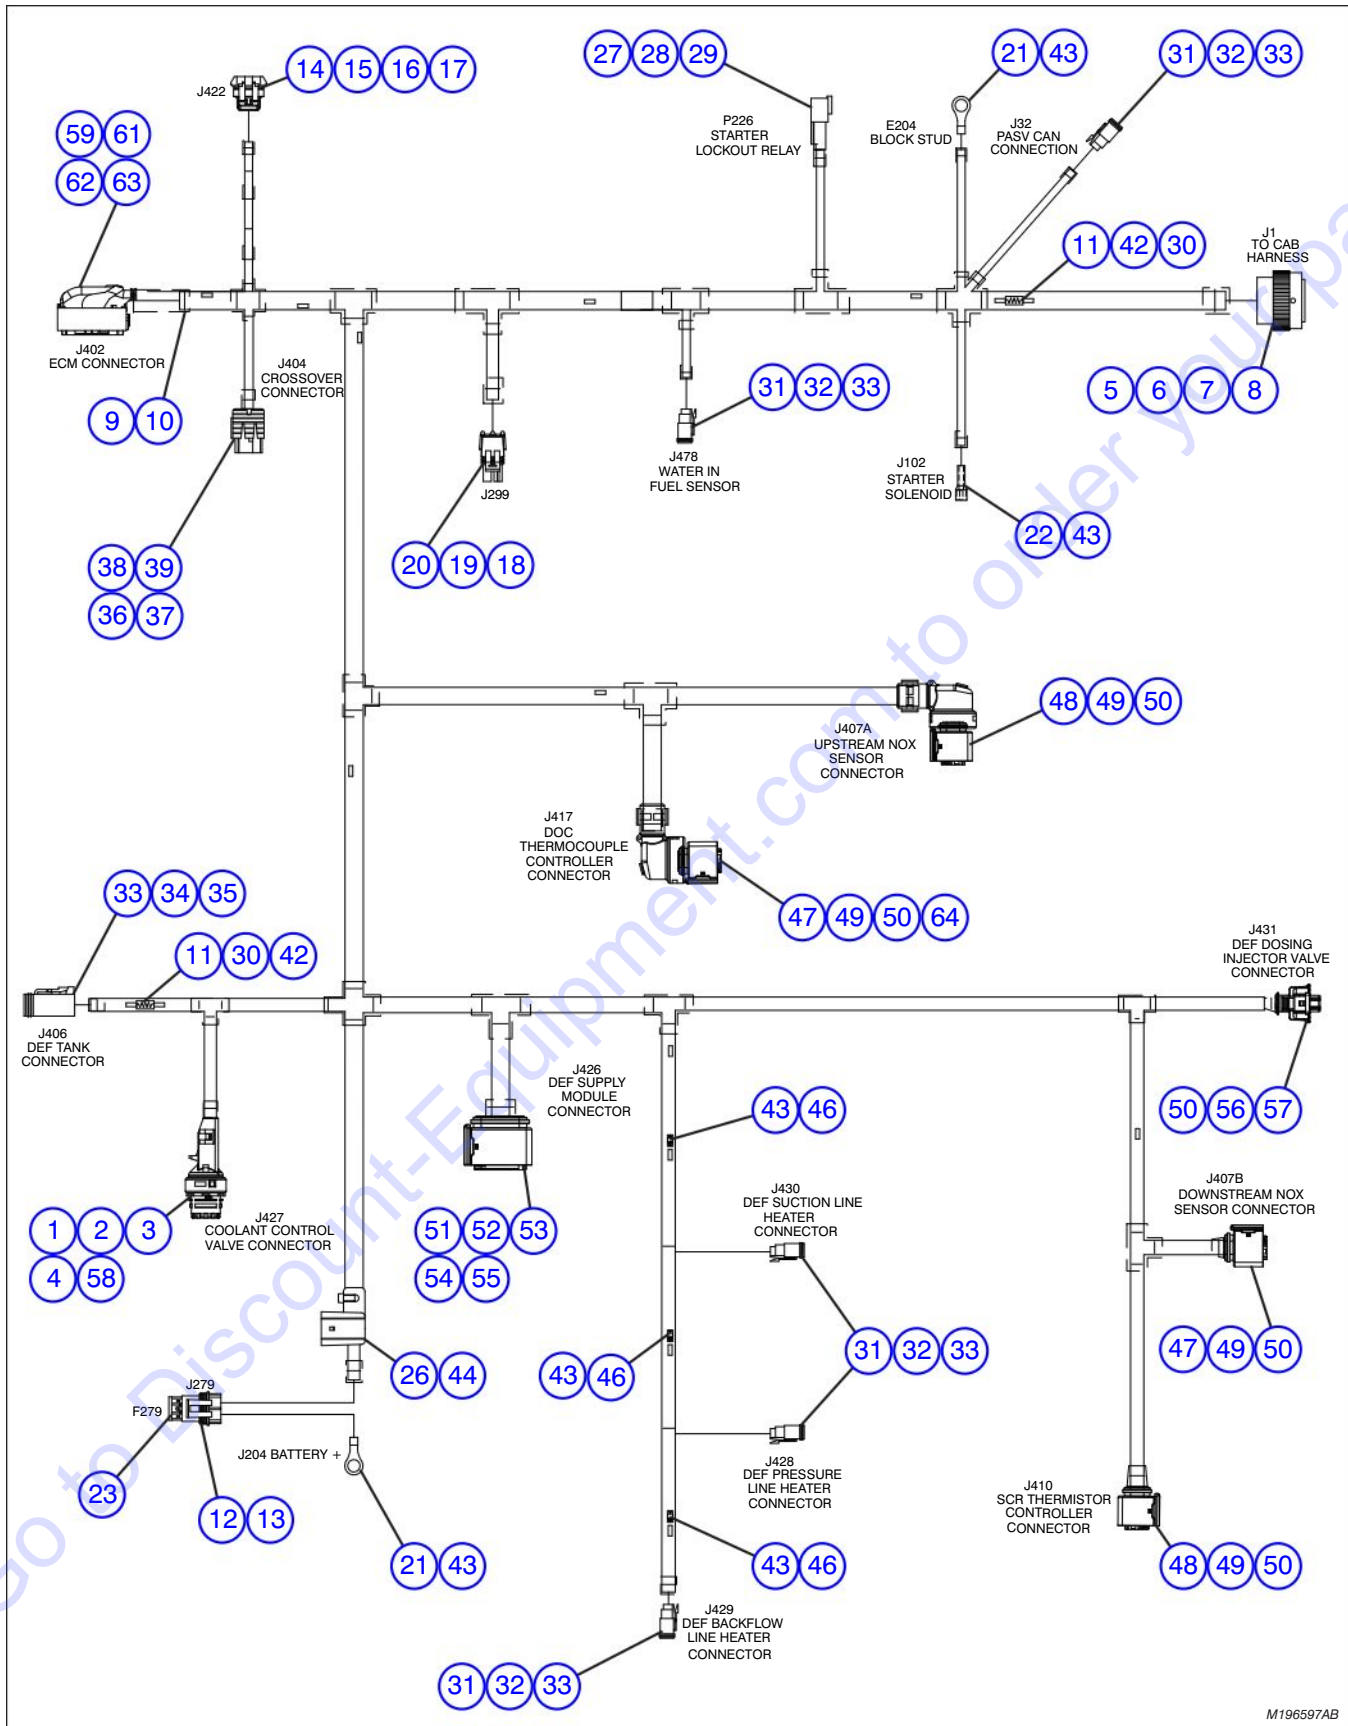 14 15 16 17
J422
27 28 29
P226
STARTER
LOCKOUT RELAY
21 43
E204
BLOCK STUD
31 32 33
J32
PASV CAN
CONNECTION
59 61
62 63
11 42 30
J1
TO CAB
HARNESS
J402
ECM CONNECTOR
J404
CROSSOVER
CONNECTOR
9 10
31 32 33
5 6 7 8
J478
WATER IN
FUEL SENSOR
J299
J102
STARTER
SOLENOID
38 39
36 37
20 19 18
22 43
48 49 50
J407A
UPSTREAM NOX
SENSOR
CONNECTOR
J417
DOC
THERMOCOUPLE
CONTROLLER
CONNECTOR
47 49 50 64
33 34 35
11 30 42
J431
DEF DOSING
INJECTOR VALVE
CONNECTOR
J406
DEF TANK
CONNECTOR
J426
DEF SUPPLY
MODULE
CONNECTOR
43 46
50 56 57
J430
DEF SUCTION LINE
HEATER
CONNECTOR
J407B
DOWNSTREAM NOX
SENSOR CONNECTOR
1 2 3
4 58
J427
COOLANT CONTROL
VALVE CONNECTOR
51 52 53
54 55
26 44
43 46
31 32 33
47 49 50
J279
F279
J204 BATTERY +
23
12 13
21 43
J428
DEF PRESSURE
LINE HEATER
CONNECTOR
J410
SCR THERMISTOR
CONTROLLER
CONNECTOR
43 46
48 49 50
J429
DEF BACKFLOW
LINE HEATER
CONNECTOR
31 32 33
M196597AB
Go to Discount-Equipment.com to order your pa